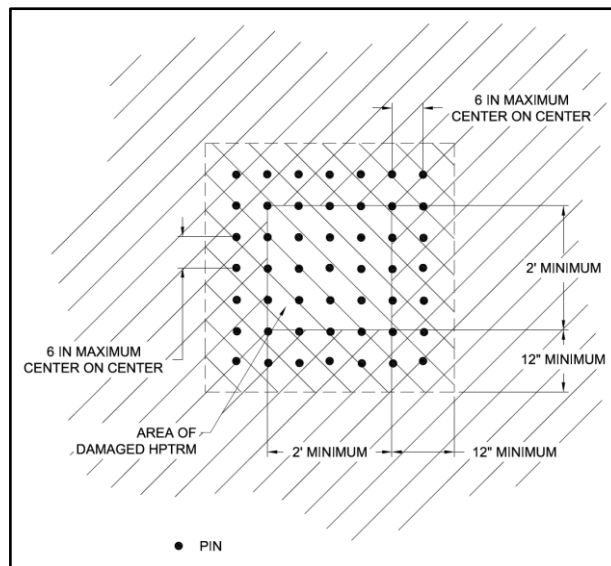 6 IN MAXIMUM
CENTER ON CENTER
2' MINIMUM
6 IN MAXIMUM
CENTER ON CENTER
12" MINIMUM
AREA OF
DAMAGED HPTRM
2' MINIMUM
12" MINIMUM
PIN